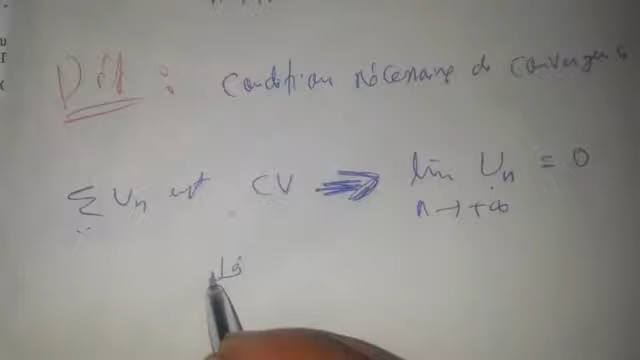 Déf : Condition nécessaire de convergence
∑ Un est CV ⇒ lim Un = 0
n → +∞